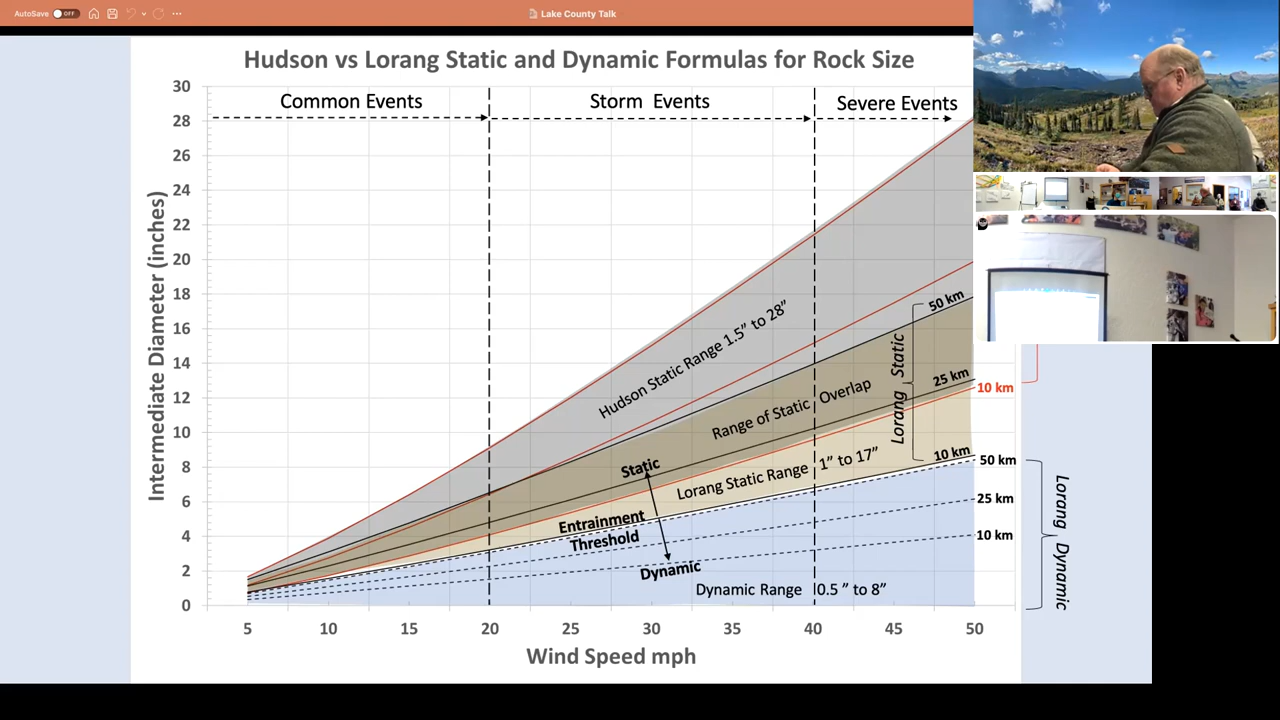 AutoSave OFF
Lake County Talk
Hudson vs Lorang Static and Dynamic Formulas for Rock Size
Common Events
Storm Events
Severe Events
Intermediate Diameter (inches)
30
28
26
24
22
20
18
16
14
12
10
8
6
4
2
0
Hudson Static Range 1.5” to 28”
Range of Static Overlap
Lorang Static Range 1” to 17”
Static
Entrainment
Threshold
Dynamic
Dynamic Range 0.5 ” to 8”
Lorang Static
50 km
25 km
10 km
10 km
50 km
25 km
10 km
Lorang Dynamic
5 10 15 20 25 30 35 40 45 50
Wind Speed mph